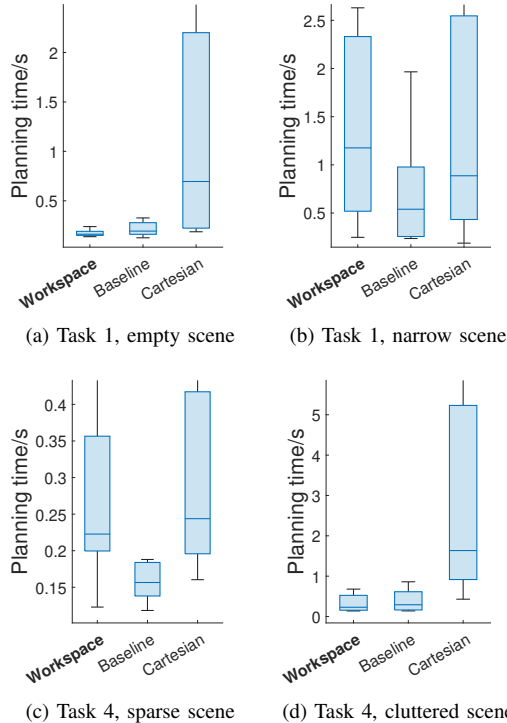 Planning time/s
2
1.5
1
0.5
Workspace
Baseline
Cartesian
(a) Task 1, empty scene
Planning time/s
2.5
2
1.5
1
0.5
Workspace
Baseline
Cartesian
(b) Task 1, narrow scene
Planning time/s
0.4
0.35
0.3
0.25
0.2
0.15
Workspace
Baseline
Cartesian
(c) Task 4, sparse scene
Planning time/s
5
4
3
2
1
0
Workspace
Baseline
Cartesian
(d) Task 4, cluttered scene